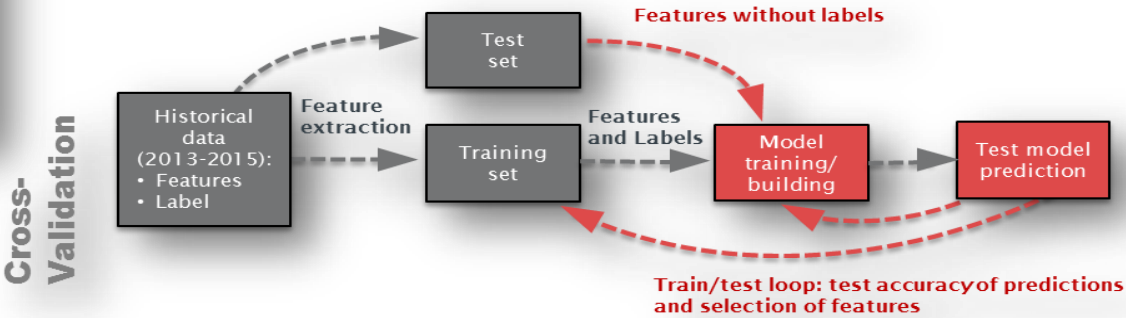 Cross-
Validation
Historical
data
(2013-2015):
• Features
• Label
Feature
extraction
Test
set
Training
set
Features without labels
Features
and Labels
Model
training/
building
Test model
prediction
Train/test loop: test accuracy of predictions
and selection of features